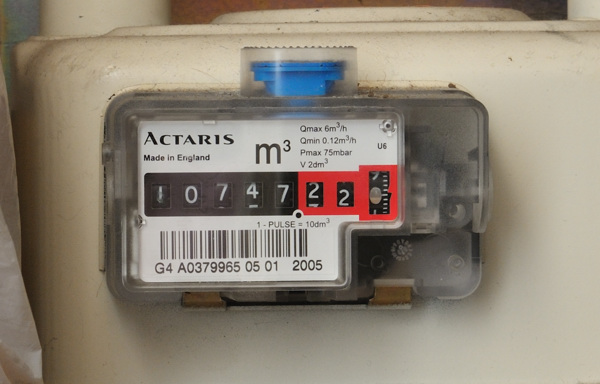 ACTARIS
Made in England
m³
Qmax 6m³/h
Qmin 0.12m³/h
Pmax 75mbar
V 2dm³
U6
1 0 7 4 7 2 2
1 - PULSE = 10dm³
G4 A0379965 05 01 2005